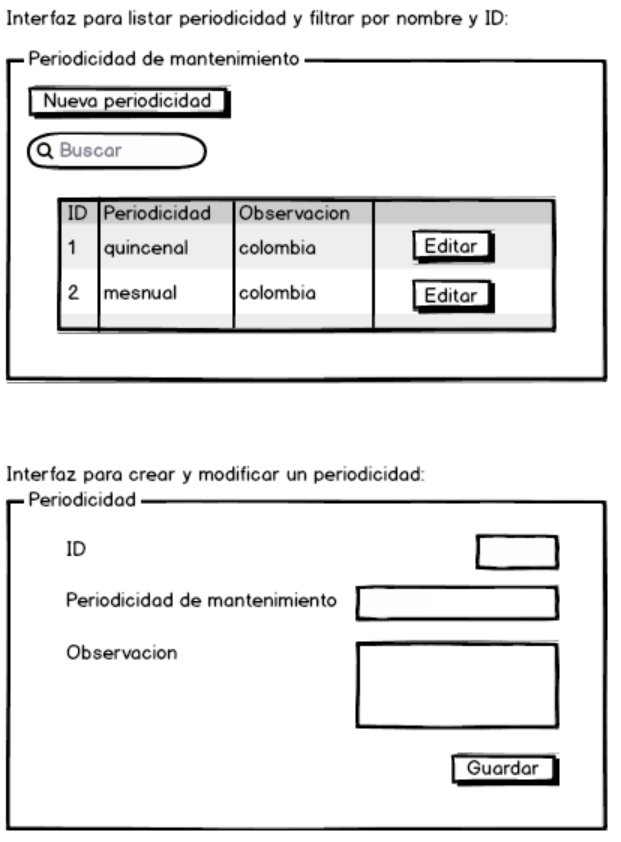 Interfaz para listar periodicidad y filtrar por nombre y ID:
Periodicidad de mantenimiento
Nueva periodicidad
Buscar
ID Periodicidad Observacion
1 quincenal colombia Editar
2 mesnual colombia Editar
Interfaz para crear y modificar un periodicidad:
Periodicidad
ID
Periodicidad de mantenimiento
Observacion
Guardar